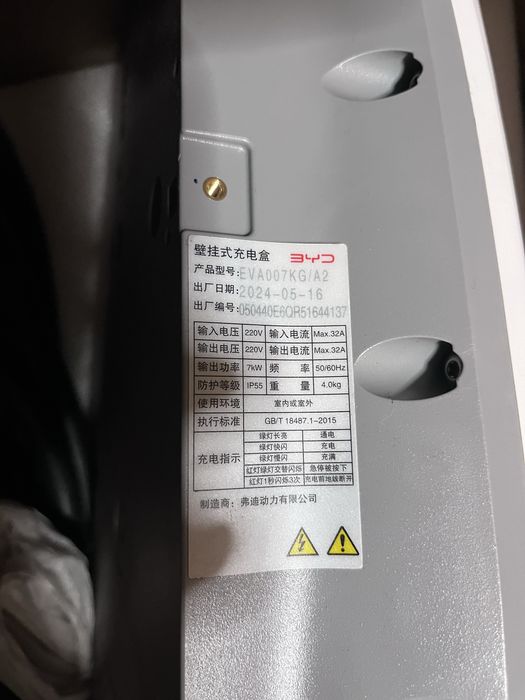 壁挂式充电盒 BYD
产品型号: EVA007KG/A2
出厂日期: 2024-05-16
出厂编号: 050440E6QR51644137
输入电压 220V 输入电流 Max.32A
输出电压 220V 输出电流 Max.32A
输出功率 7kW 频 率 50/60Hz
防护等级 IP55 重 量 4.0kg
使用环境 室内或室外
执行标准 GB/T 18487.1-2015
充电指示
绿灯长亮 通电
绿灯快闪 充电
绿灯慢闪 充满
红灯绿灯交替闪烁 急停被按下
红灯1秒闪烁3次 充电前地线断开
制造商: 弗迪动力有限公司